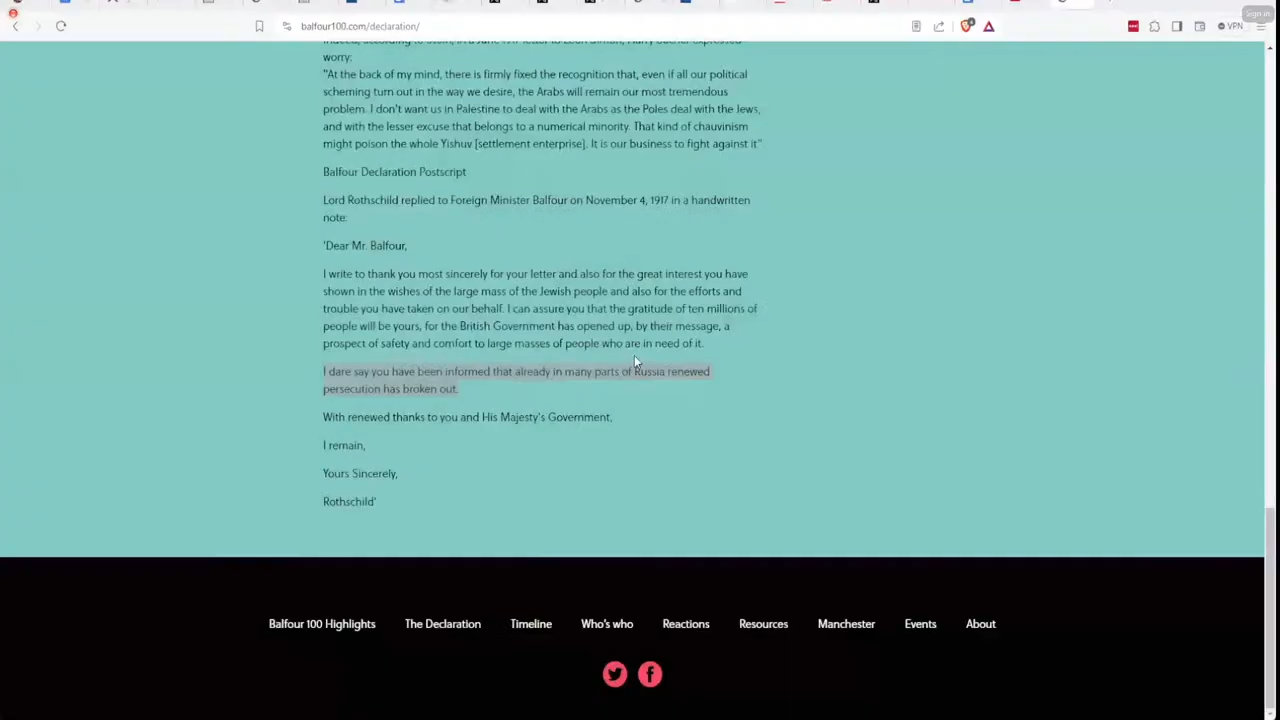 Sign in
balfour100.com/declaration/
VPN
worry:
"At the back of my mind, there is firmly fixed the recognition that, even if all our political
scheming turn out in the way we desire, the Arabs will remain our most tremendous
problem. I don't want us in Palestine to deal with the Arabs as the Poles deal with the Jews,
and with the lesser excuse that belongs to a numerical minority. That kind of chauvinism
might poison the whole Yishuv [settlement enterprise]. It is our business to fight against it"
Balfour Declaration Postscript
Lord Rothschild replied to Foreign Minister Balfour on November 4, 1917 in a handwritten
note:
'Dear Mr. Balfour,
I write to thank you most sincerely for your letter and also for the great interest you have
shown in the wishes of the large mass of the Jewish people and also for the efforts and
trouble you have taken on our behalf. I can assure you that the gratitude of ten millions of
people will be yours, for the British Government has opened up, by their message, a
prospect of safety and comfort to large masses of people who are in need of it.
I dare say you have been informed that already in many parts of Russia renewed
persecution has broken out.
With renewed thanks to you and His Majesty's Government,
I remain,
Yours Sincerely,
Rothschild'
Balfour 100 Highlights The Declaration Timeline Who's who Reactions Resources Manchester Events About